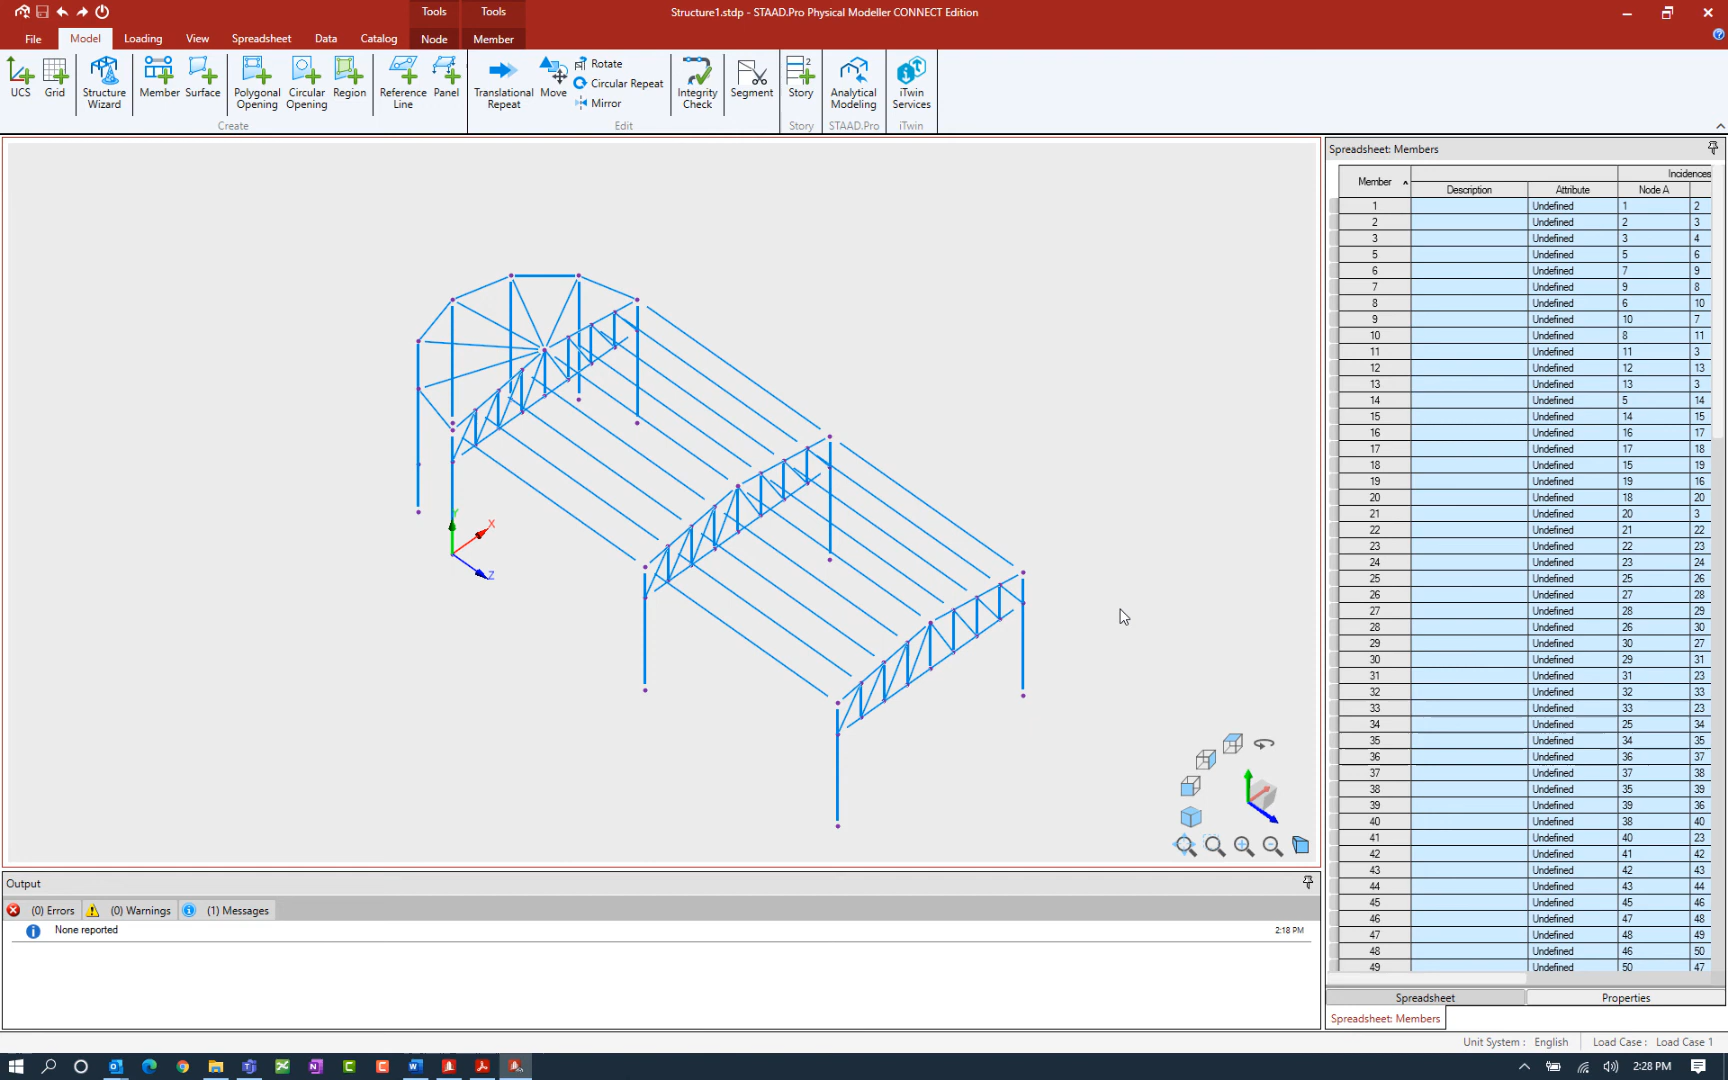 Structure1.stdp - STAAD.Pro Physical Modeller CONNECT Edition
Tools Tools
File Model Loading View Spreadsheet Data Catalog Node Member
UCS Grid Structure Wizard Member Surface Polygonal Opening Circular Opening Region Reference Line Panel Translational Repeat Move Rotate Circular Repeat Mirror Integrity Check Segment Story Analytical Modeling iTwin Services
Create Edit Story STAAD.Pro iTwin
Spreadsheet: Members
Member Incidences
Description Attribute Node A
1 Undefined 1 2
2 Undefined 2 3
3 Undefined 3 4
5 Undefined 5 6
6 Undefined 7 9
7 Undefined 9 8
8 Undefined 6 10
9 Undefined 10 7
10 Undefined 8 11
11 Undefined 11 3
12 Undefined 12 13
13 Undefined 13 3
14 Undefined 5 14
15 Undefined 14 15
16 Undefined 16 17
17 Undefined 17 18
18 Undefined 15 19
19 Undefined 19 16
20 Undefined 18 20
21 Undefined 20 3
22 Undefined 21 22
23 Undefined 22 23
24 Undefined 23 24
25 Undefined 25 26
26 Undefined 27 28
27 Undefined 28 29
28 Undefined 26 30
29 Undefined 30 27
30 Undefined 29 31
31 Undefined 31 23
32 Undefined 32 33
33 Undefined 33 23
34 Undefined 25 34
35 Undefined 34 35
36 Undefined 36 37
37 Undefined 37 38
38 Undefined 35 39
39 Undefined 39 36
40 Undefined 38 40
41 Undefined 40 23
42 Undefined 41 42
43 Undefined 42 43
44 Undefined 43 44
45 Undefined 45 46
46 Undefined 47 48
47 Undefined 48 49
48 Undefined 46 50
49 Undefined 50 47
Spreadsheet Properties
Spreadsheet: Members
Y
X
Z
Output
(0) Errors (0) Warnings (1) Messages
None reported 2:18 PM
Unit System : English Load Case : Load Case 1
2:28 PM